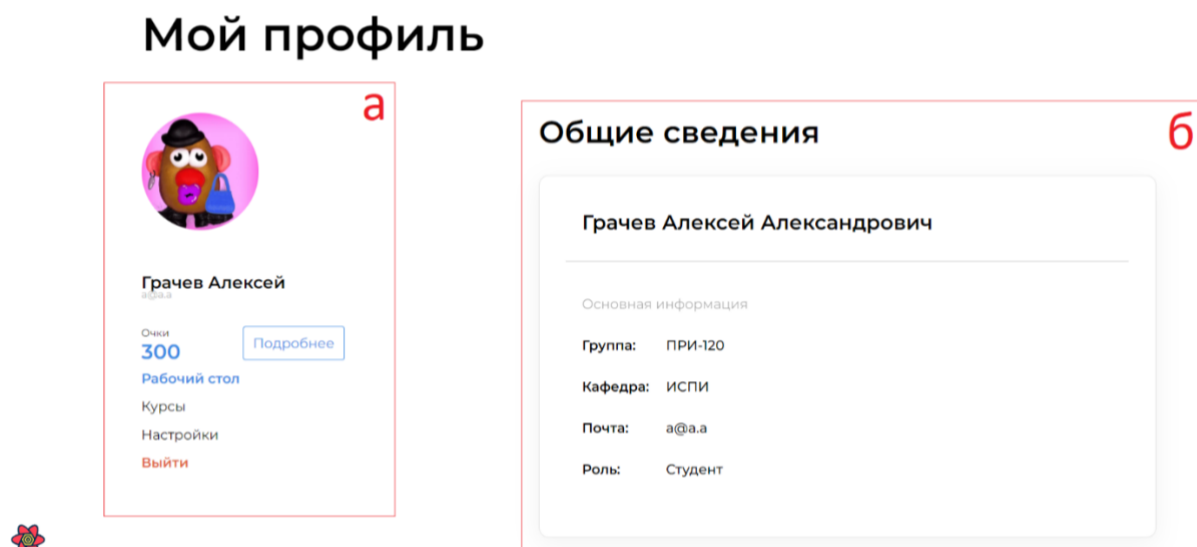 Мой профиль
а
Грачев Алексей
a@a.a
Очки
300
Подробнее
Рабочий стол
Курсы
Настройки
Выйти
б
Общие сведения
Грачев Алексей Александрович
Основная информация
Группа: ПРИ-120
Кафедра: ИСПИ
Почта: a@a.a
Роль: Студент